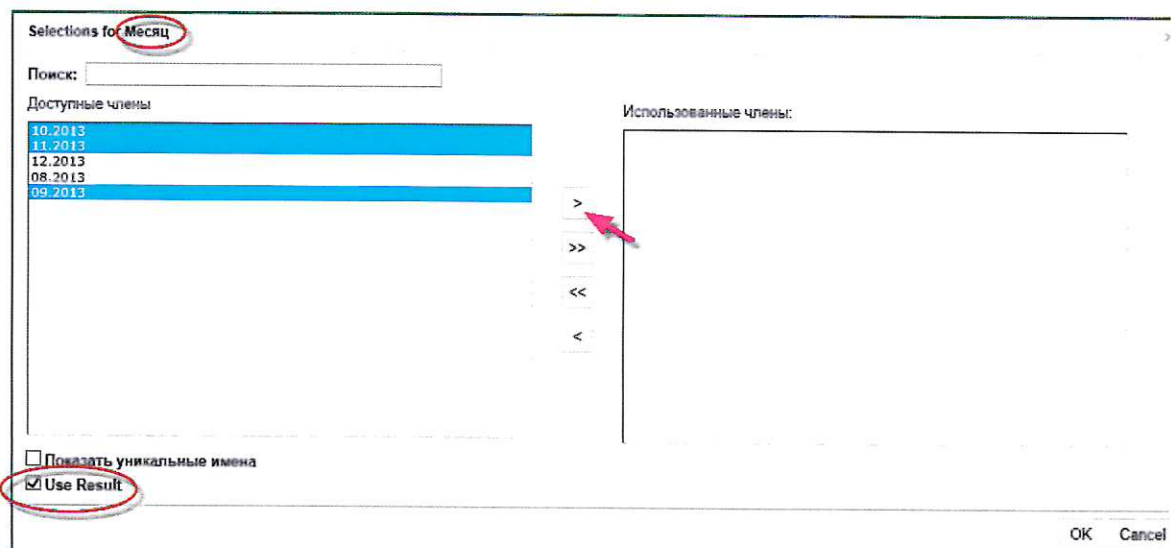 Selections for Месяц
Поиск:
Доступные члены
10.2013
11.2013
12.2013
08.2013
09.2013
Использованные члены:
>
>>
<<
<
Показать уникальные имена
Use Result
OK Cancel